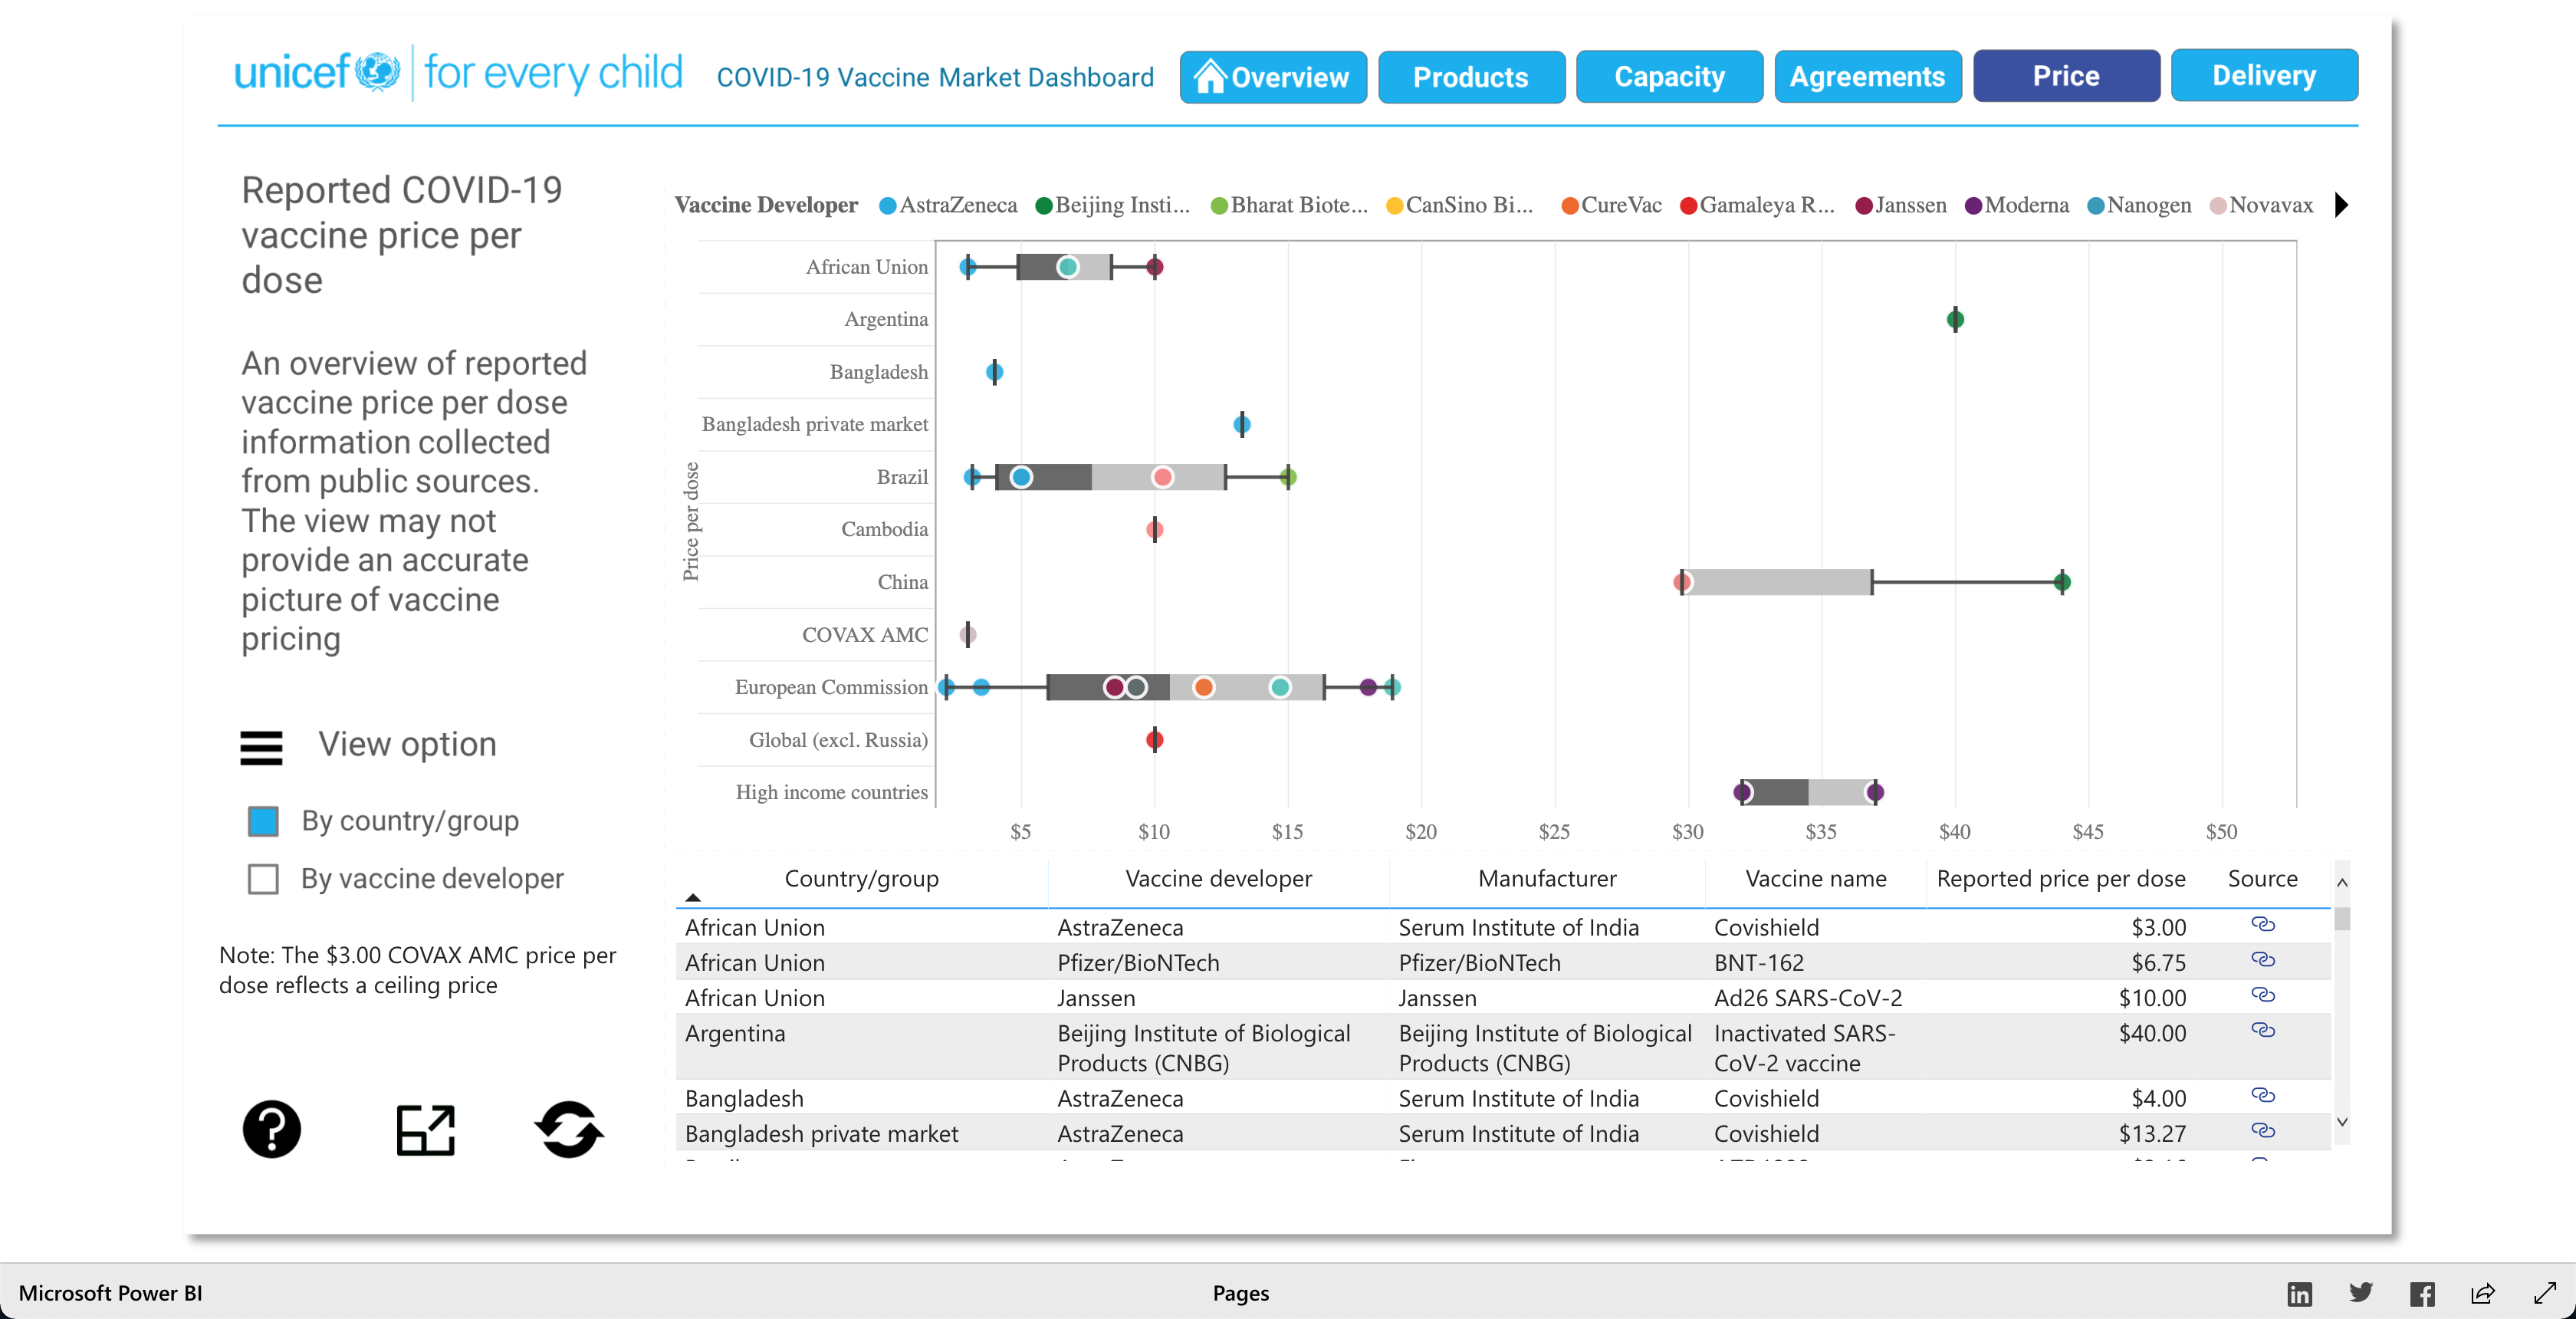 unicef for every child COVID-19 Vaccine Market Dashboard Overview Products Capacity Agreements Price Delivery
Reported COVID-19
vaccine price per
dose
An overview of reported
vaccine price per dose
information collected
from public sources.
The view may not
provide an accurate
picture of vaccine
pricing
View option
By country/group
By vaccine developer
Note: The $3.00 COVAX AMC price per
dose reflects a ceiling price
Vaccine Developer AstraZeneca Beijing Insti... Bharat Biote... CanSino Bi... CureVac Gamaleya R... Janssen Moderna Nanogen Novavax
Price per dose
African Union
Argentina
Bangladesh
Bangladesh private market
Brazil
Cambodia
China
COVAX AMC
European Commission
Global (excl. Russia)
High income countries
$5 $10 $15 $20 $25 $30 $35 $40 $45 $50
Country/group Vaccine developer Manufacturer Vaccine name Reported price per dose Source
African Union AstraZeneca Serum Institute of India Covishield $3.00
African Union Pfizer/BioNTech Pfizer/BioNTech BNT-162 $6.75
African Union Janssen Janssen Ad26 SARS-CoV-2 $10.00
Argentina Beijing Institute of Biological Beijing Institute of Biological Inactivated SARS- $40.00
Products (CNBG) Products (CNBG) CoV-2 vaccine
Bangladesh AstraZeneca Serum Institute of India Covishield $4.00
Bangladesh private market AstraZeneca Serum Institute of India Covishield $13.27
Microsoft Power BI Pages